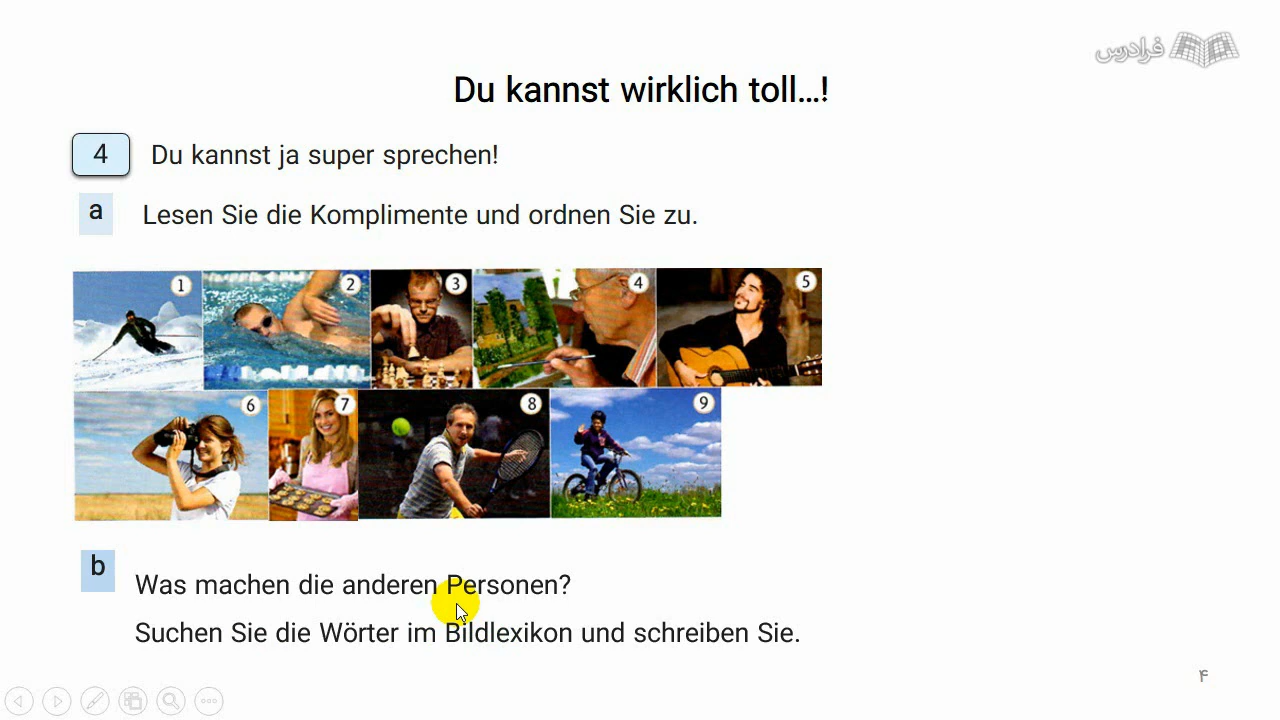 فرادرس
Du kannst wirklich toll...!
4 Du kannst ja super sprechen!
a Lesen Sie die Komplimente und ordnen Sie zu.
1 2 3 4 5
6 7 8 9
b Was machen die anderen Personen?
Suchen Sie die Wörter im Bildlexikon und schreiben Sie.
۴